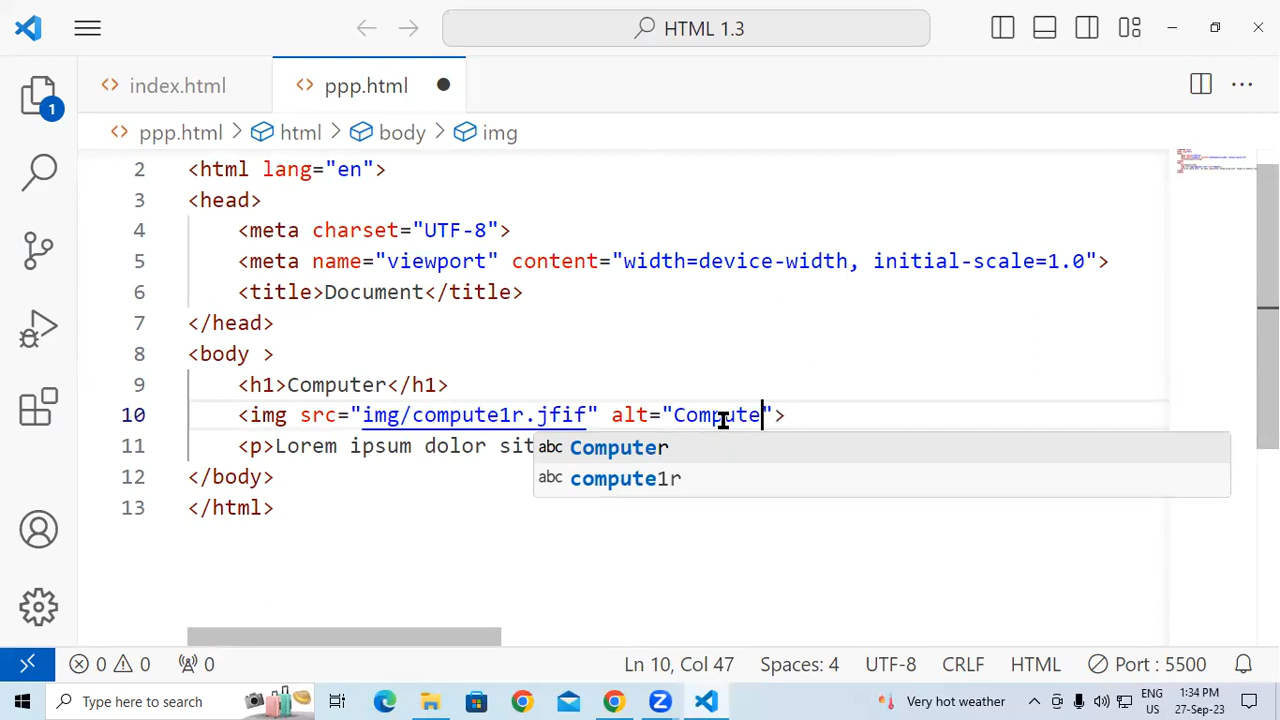 HTML 1.3
index.html ppp.html
1
ppp.html > html > body > img
2 <html lang="en">
3 <head>
4 <meta charset="UTF-8">
5 <meta name="viewport" content="width=device-width, initial-scale=1.0">
6 <title>Document</title>
7 </head>
8 <body >
9 <h1>Computer</h1>
10 <img src="img/compute1r.jfif" alt="Compute">
11 <p>Lorem ipsum dolor sit
abc Computer
12 </body>
abc compute1r
13 </html>
0 0 0 Ln 10, Col 47 Spaces: 4 UTF-8 CRLF HTML Port : 5500
Type here to search Very hot weather ENG US 1:34 PM 27-Sep-23